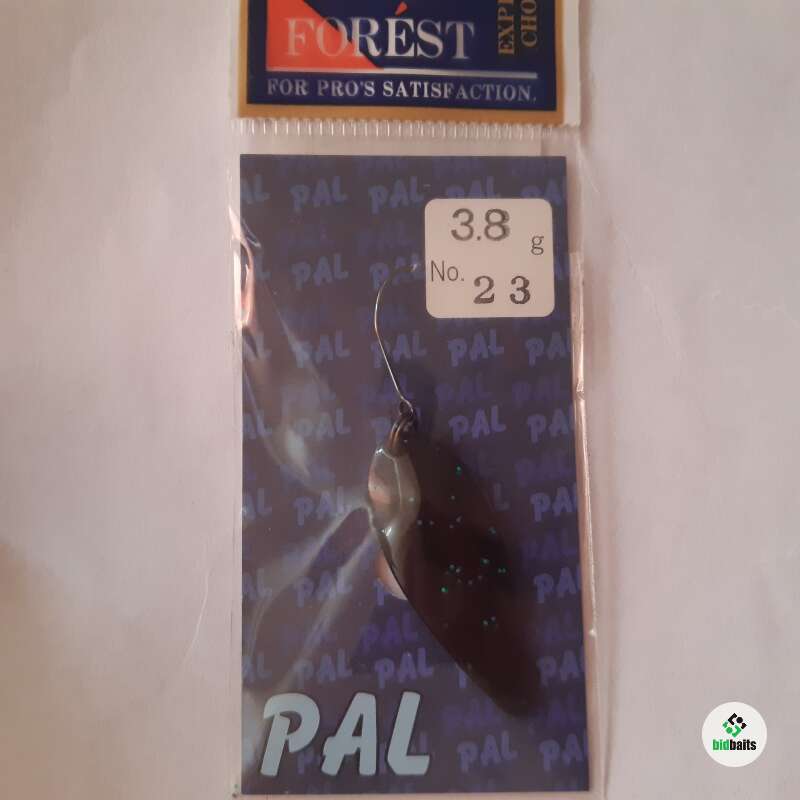 FORÉST
FOR PRO'S SATISFACTION.
3.8 g
No. 23
PAL
bidbaits